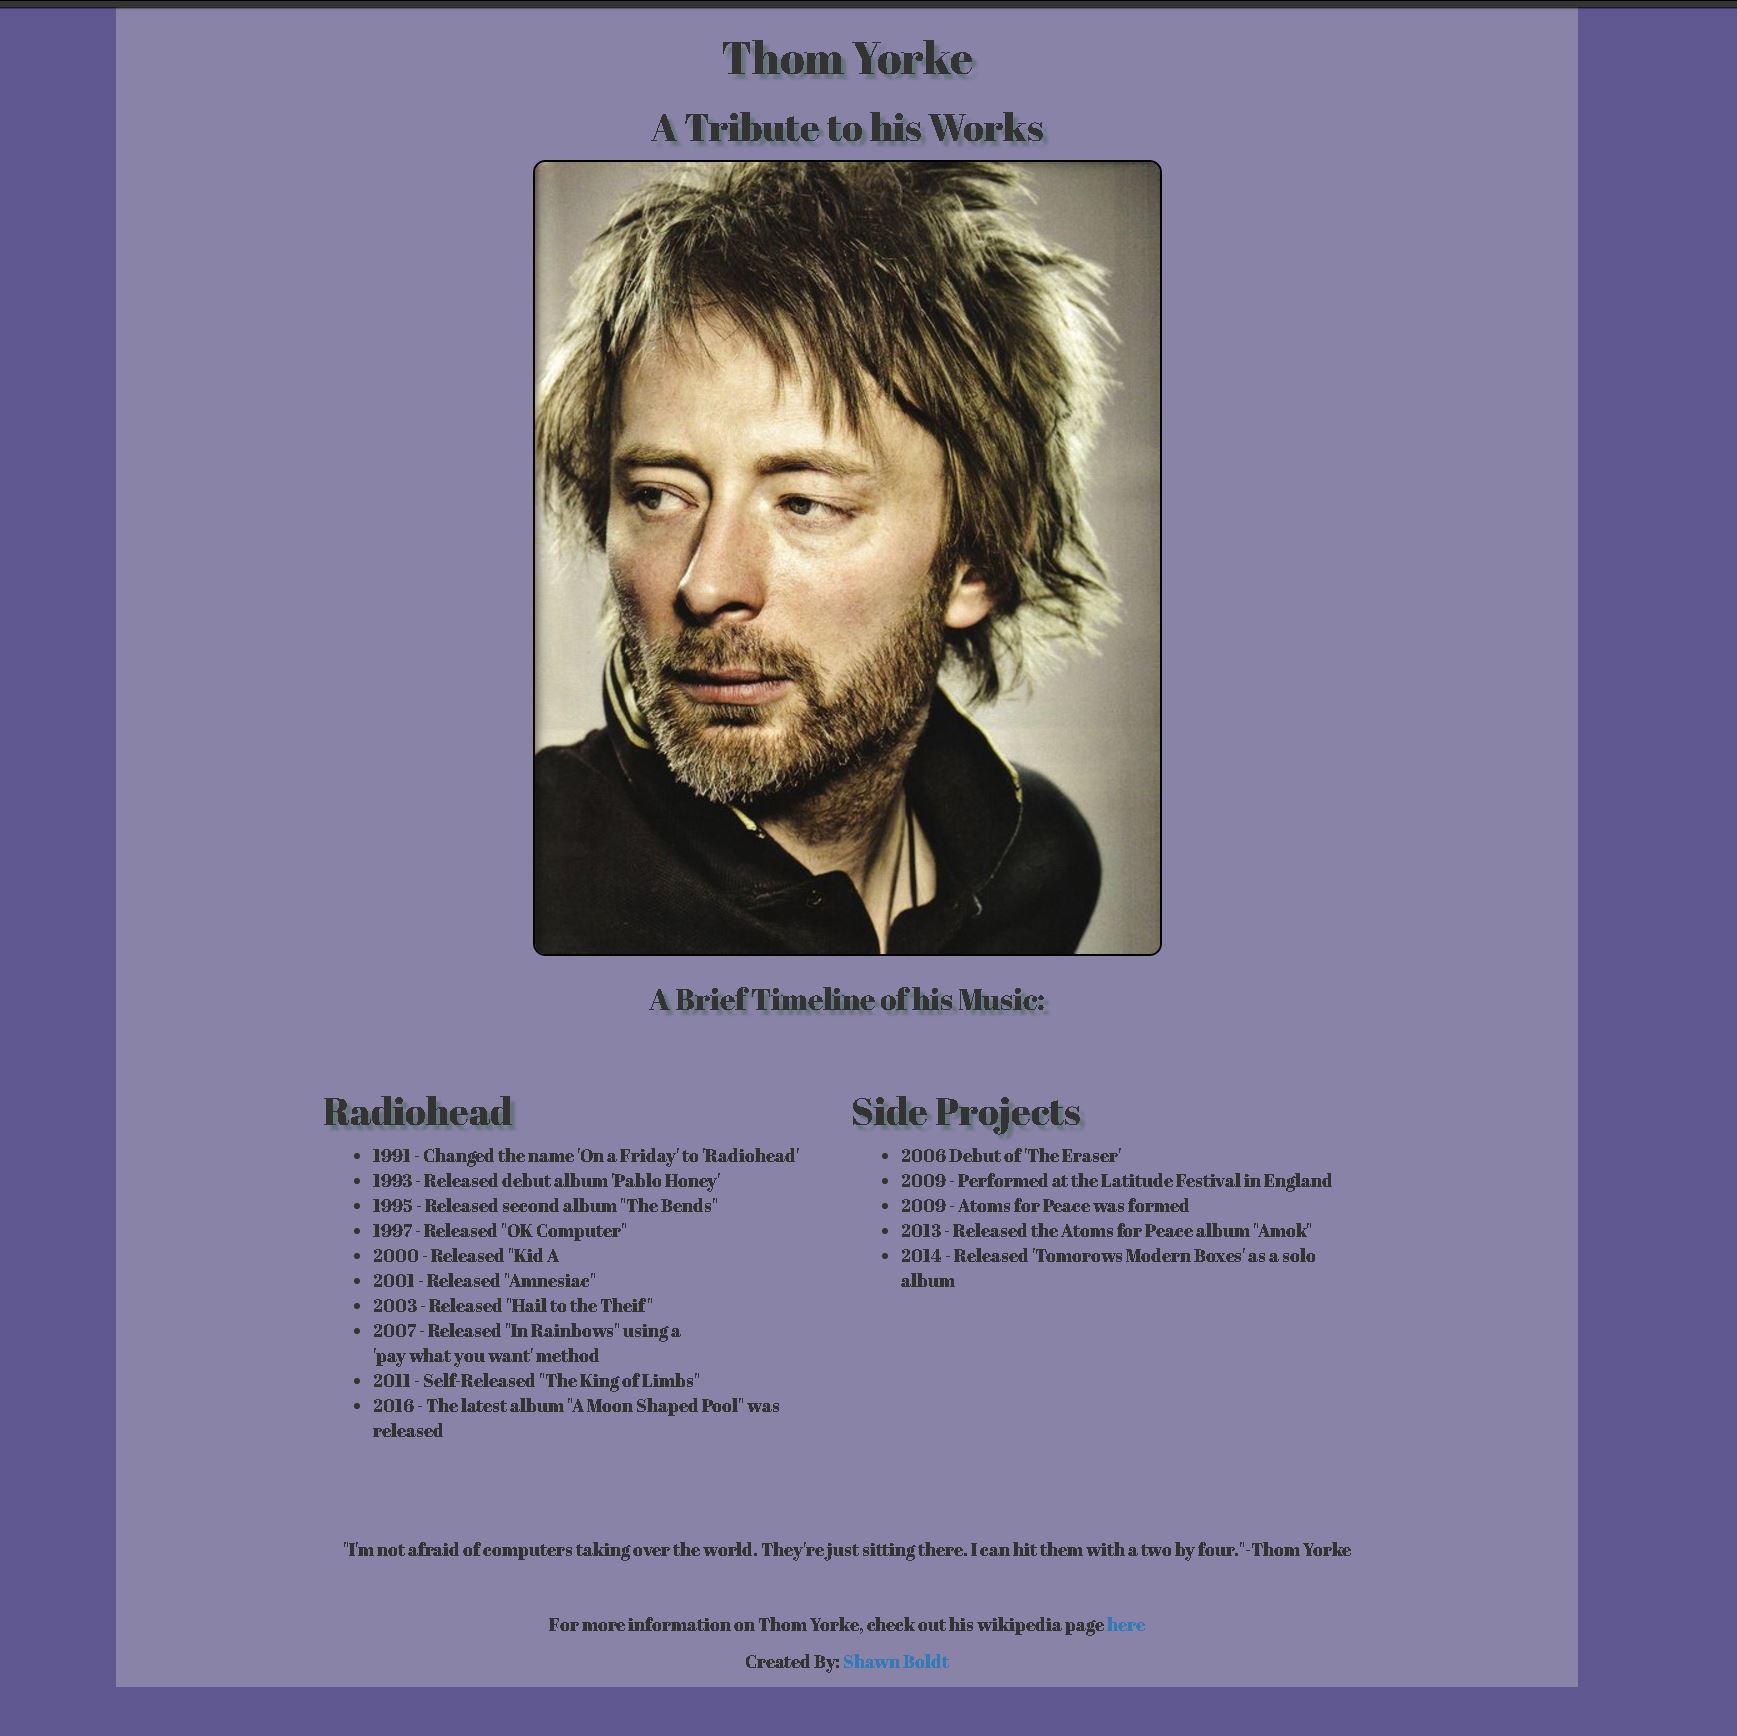 Thom Yorke
A Tribute to his Works
A Brief Timeline of his Music:
Radiohead
1991 - Changed the name 'On a Friday' to 'Radiohead'
1993 - Released debut album 'Pablo Honey'
1995 - Released second album "The Bends"
1997 - Released "OK Computer"
2000 - Released "Kid A
2001 - Released "Amnesiac"
2003 - Released "Hail to the Theif"
2007 - Released "In Rainbows" using a
'pay what you want' method
2011 - Self-Released "The King of Limbs"
2016 - The latest album "A Moon Shaped Pool" was
released
Side Projects
2006 Debut of 'The Eraser'
2009 - Performed at the Latitude Festival in England
2009 - Atoms for Peace was formed
2013 - Released the Atoms for Peace album "Amok"
2014 - Released 'Tomorows Modern Boxes' as a solo
album
"I'm not afraid of computers taking over the world. They're just sitting there. I can hit them with a two by four."-Thom Yorke
For more information on Thom Yorke, check out his wikipedia page here
Created By: Shawn Boldt